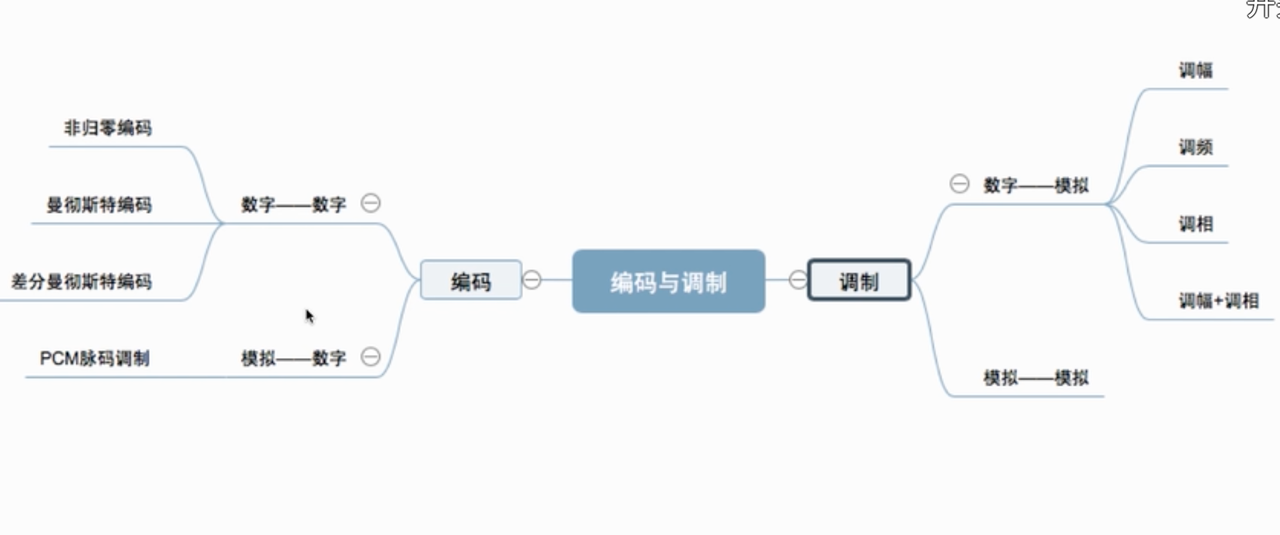 编码与调制
编码
数字——数字
非归零编码
曼彻斯特编码
差分曼彻斯特编码
模拟——数字
PCM脉码调制
调制
数字——模拟
调幅
调频
调相
调幅+调相
模拟——模拟